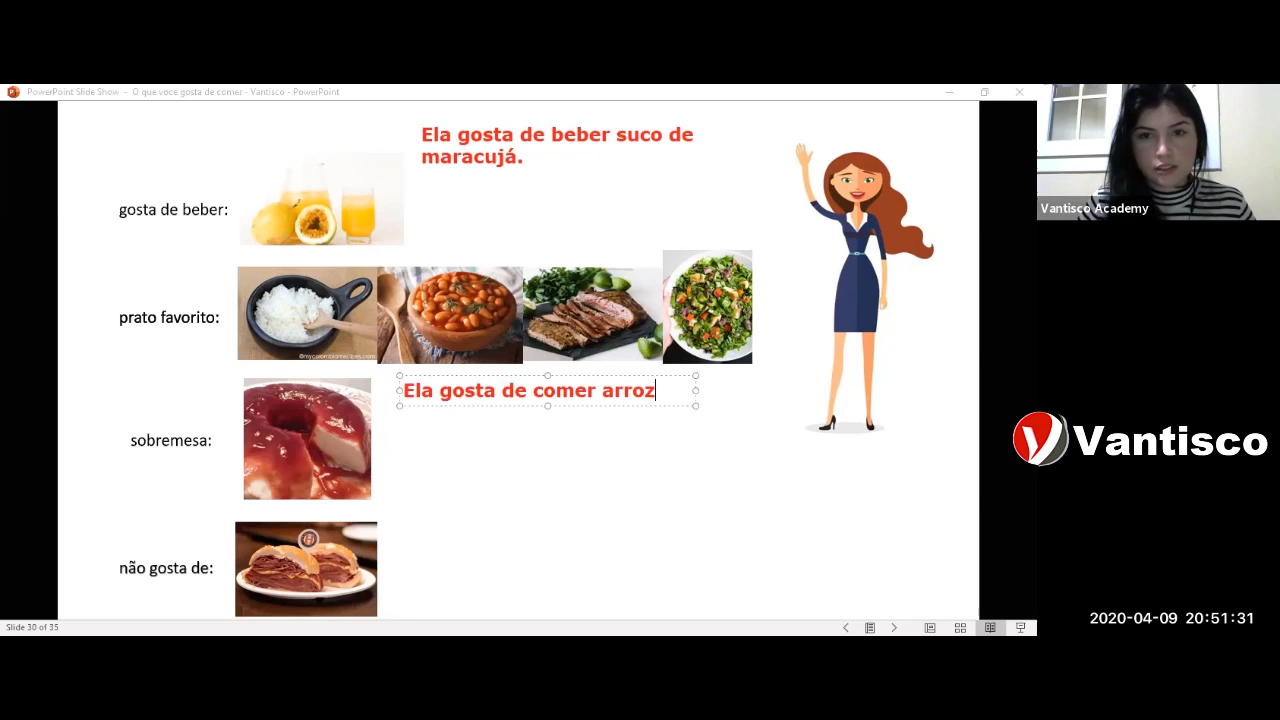 PowerPoint Slide Show - O que voce gosta de comer - Vantisco - PowerPoint
Ela gosta de beber suco de
maracujá.
gosta de beber:
prato favorito:
@mycolombianrecipes.com
Ela gosta de comer arroz
sobremesa:
não gosta de:
Slide 30 of 35
Vantisco Academy
Vantisco
2020-04-09 20:51:31